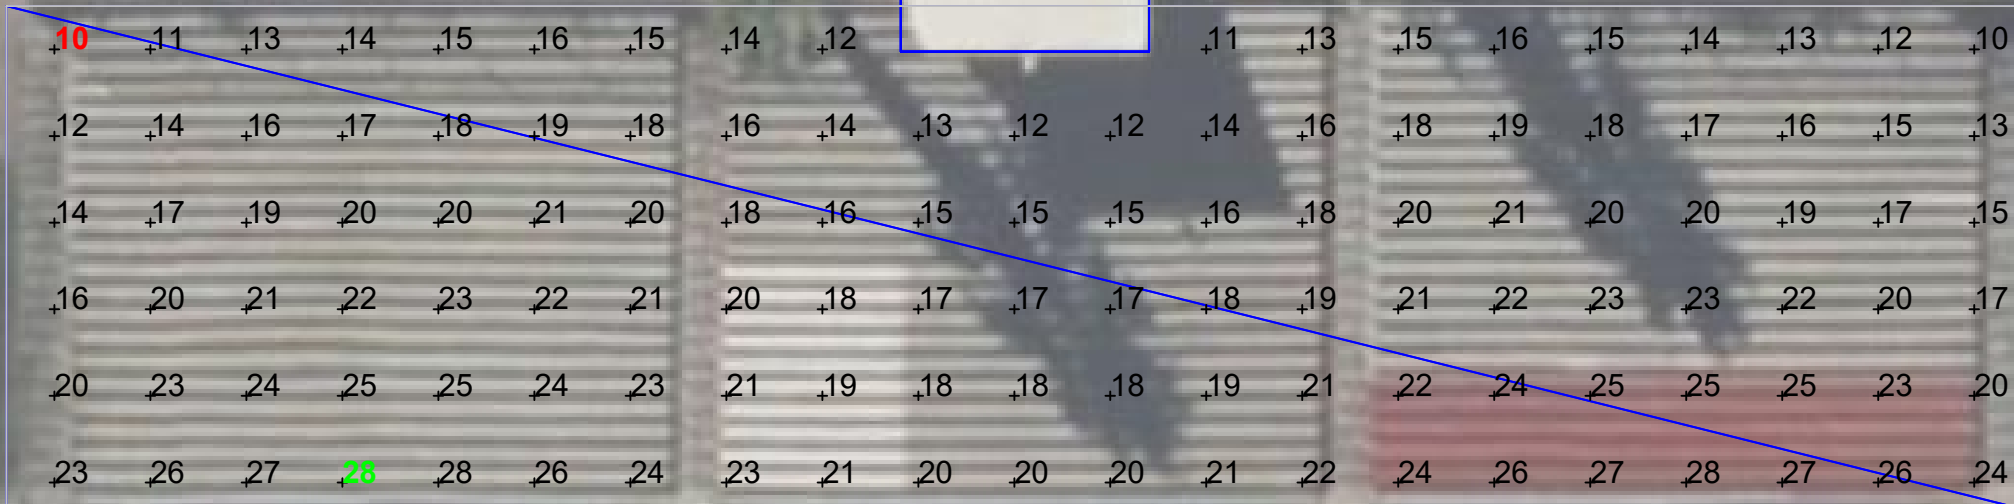 10 11 13 14 15 16 15 14 12 11 13 15 16 15 14 13 12 10
12 14 16 17 18 19 18 16 14 13 12 12 14 16 18 19 18 17 16 15 13
14 17 19 20 20 21 20 18 16 15 15 15 16 18 20 21 20 20 19 17 15
16 20 21 22 23 22 21 20 18 17 17 17 18 19 21 22 23 23 22 20 17
20 23 24 25 25 24 23 21 19 18 18 18 19 21 22 24 25 25 25 23 20
23 26 27 28 28 26 24 23 21 20 20 20 21 22 24 26 27 28 27 26 24